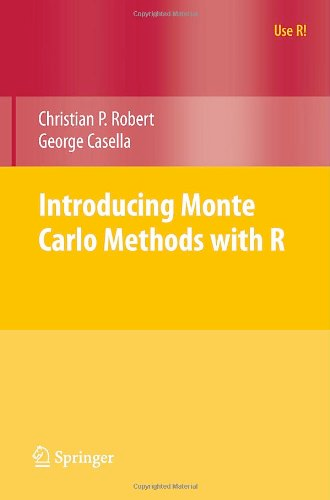 Use R!
Christian P. Robert
George Casella
Introducing Monte
Carlo Methods with R
Springer